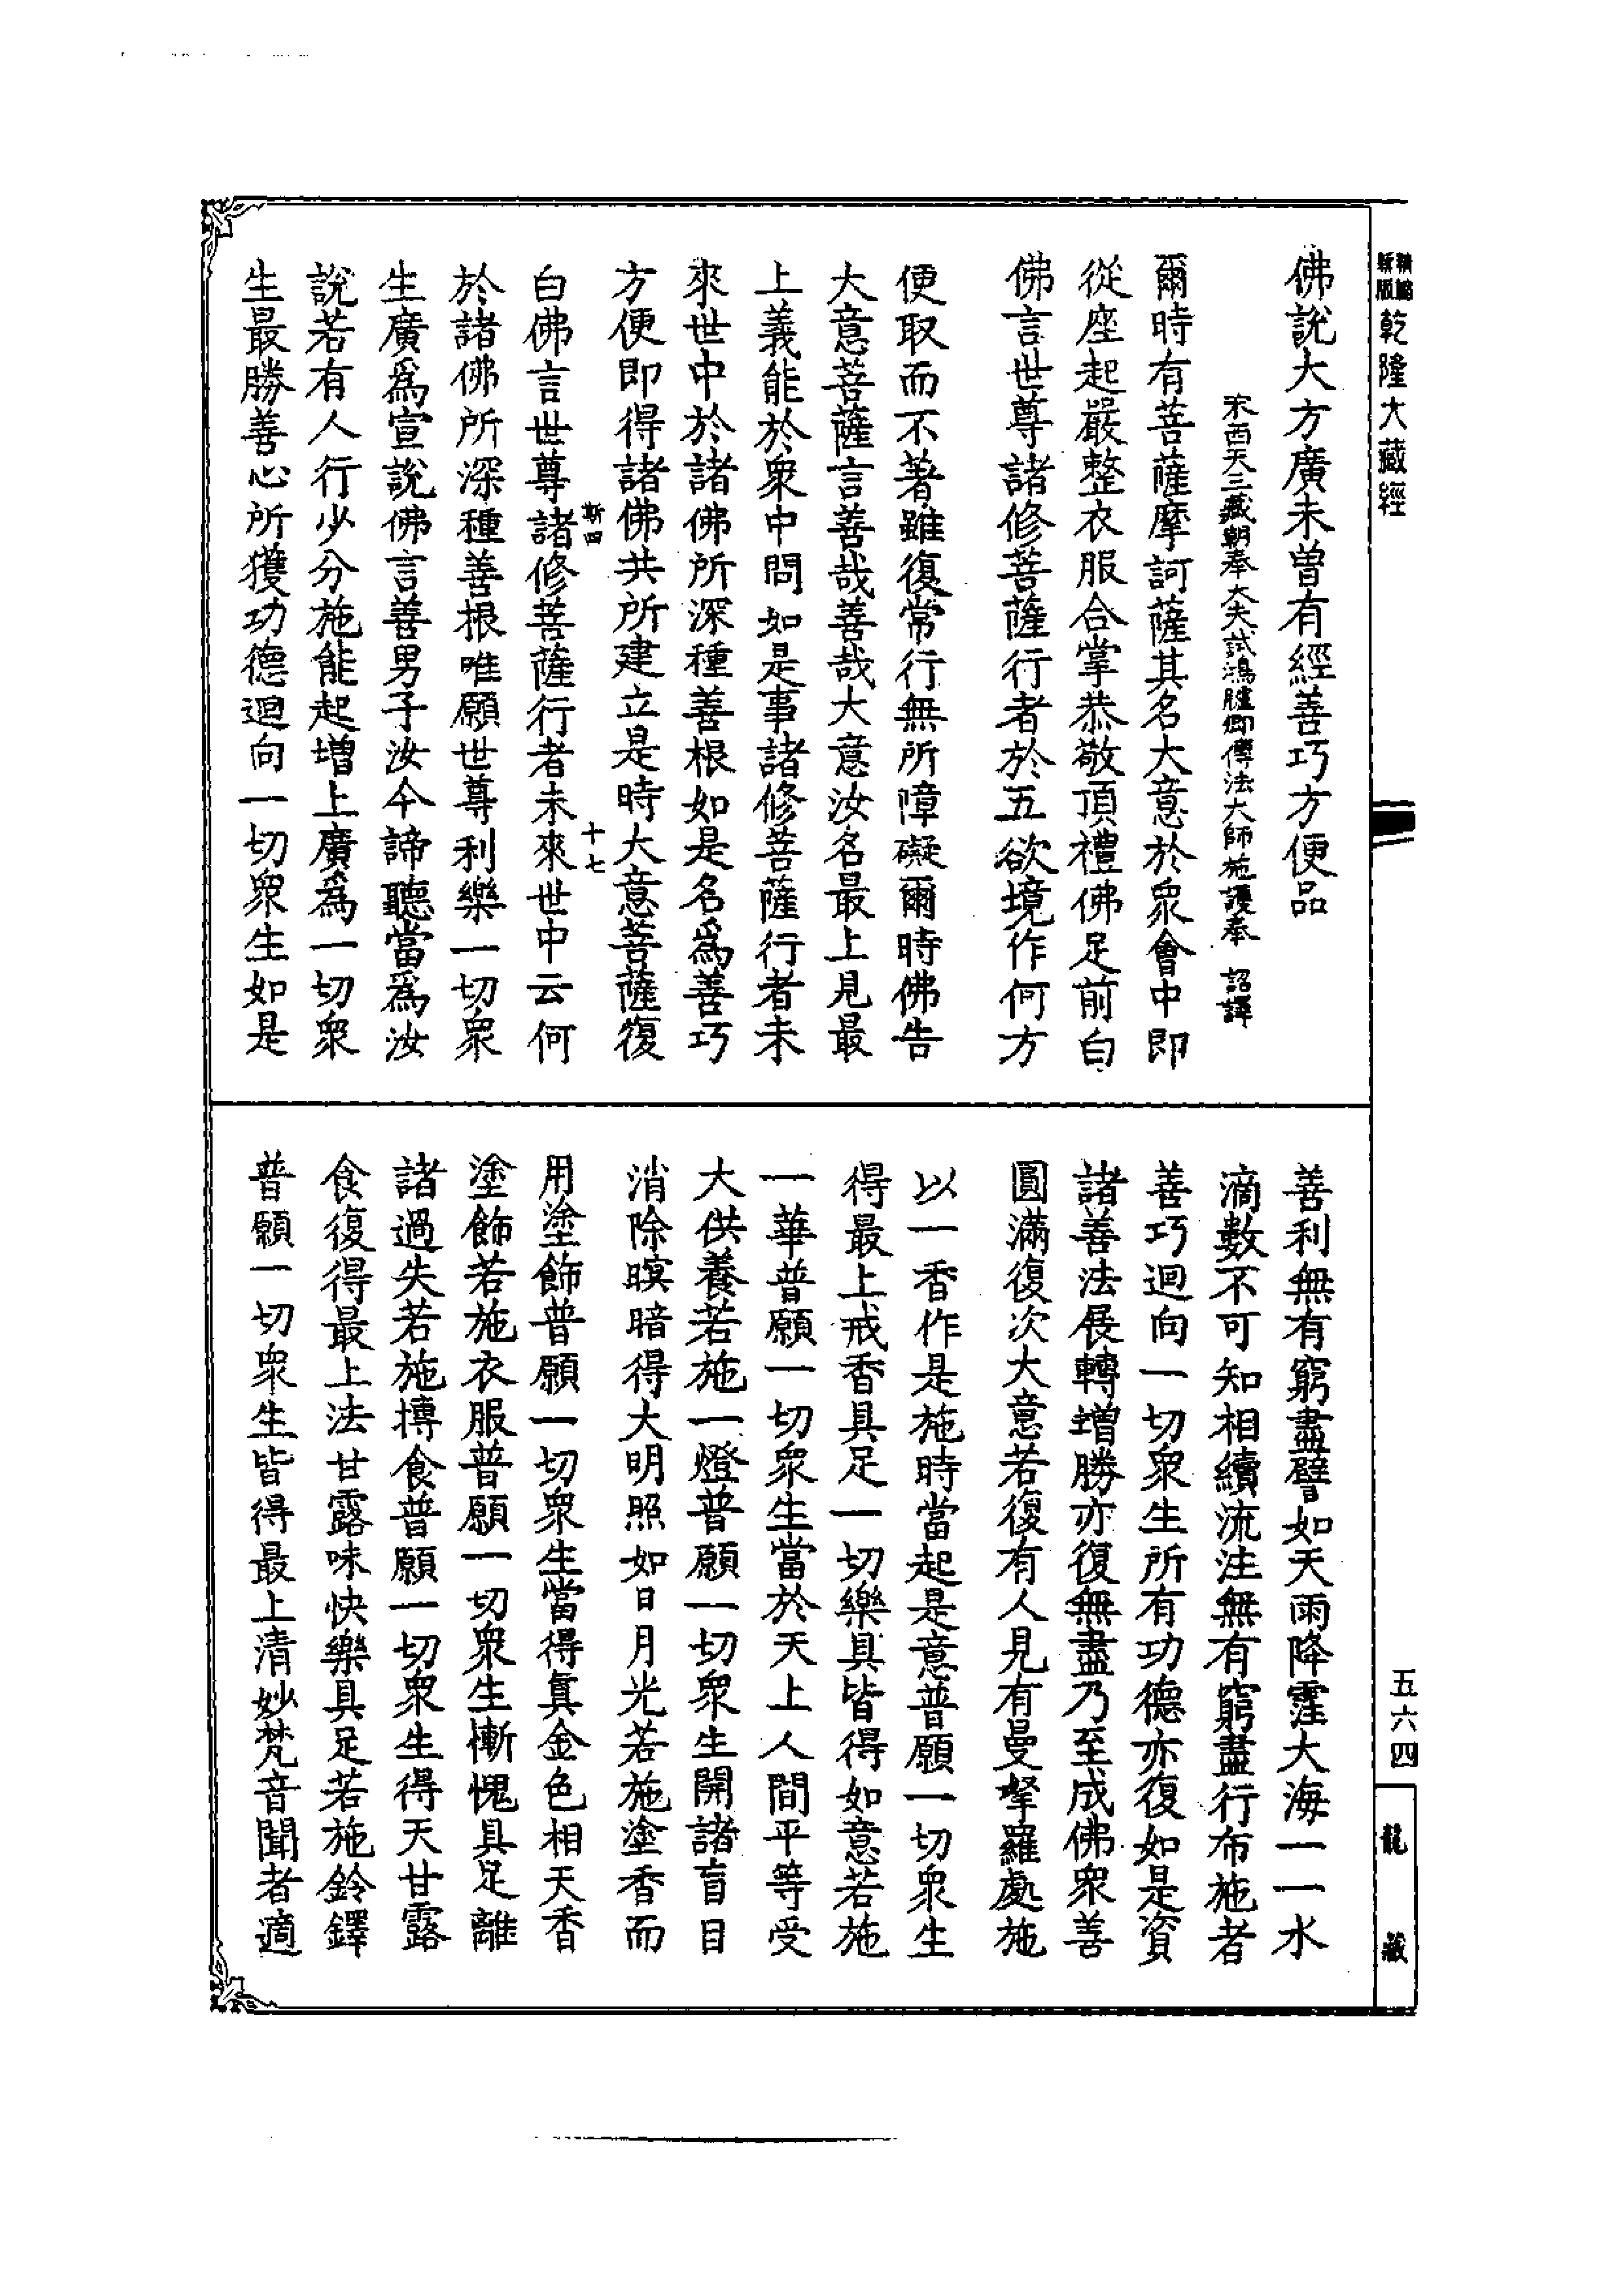 精縮
新版
乾隆大藏經
佛說大方廣未曾有經善巧方便品
宋西天三藏朝奉大夫試鴻臚卿傳法大師施護奉 詔譯
爾時有菩薩摩訶薩其名大意於衆會中即
從座起嚴整衣服合掌恭敬頂禮佛足前白
佛言世尊諸修菩薩行者於五欲境作何方
便取而不著雖復常行無所障礙爾時佛告
大意菩薩言善哉善哉大意汝名最上見最
上義能於衆中問如是事諸修菩薩行者未
來世中於諸佛所深種善根如是名爲善巧
方便即得諸佛共所建立是時大意菩薩復
斯四 十七
白佛言世尊諸修菩薩行者未來世中云何
於諸佛所深種善根唯願世尊利樂一切衆
生廣爲宣說佛言善男子汝今諦聽當爲汝
說若有人行少分施能起增上廣爲一切衆
生最勝善心所獲功德迴向一切衆生如是
善利無有窮盡譬如天雨降霔大海一一水
滴數不可知相續流注無有窮盡行布施者
善巧迴向一切衆生所有功德亦復如是資
諸善法展轉增勝亦復無盡乃至成佛衆善
圓滿復次大意若復有人見有曼拏羅處施
以一香作是施時當起是意普願一切衆生
得最上戒香具足一切樂具皆得如意若施
一華普願一切衆生當於天上人間平等受
大供養若施一燈普願一切衆生開諸盲目
消除暝暗得大明照如日月光若施塗香而
用塗飾普願一切衆生當得真金色相天香
塗飾若施衣服普願一切衆生慚愧具足離
諸過失若施摶食普願一切衆生得天甘露
食復得最上法甘露味快樂具足若施鈴鐸
普願一切衆生皆得最上清妙梵音聞者適
五六四
龍 藏